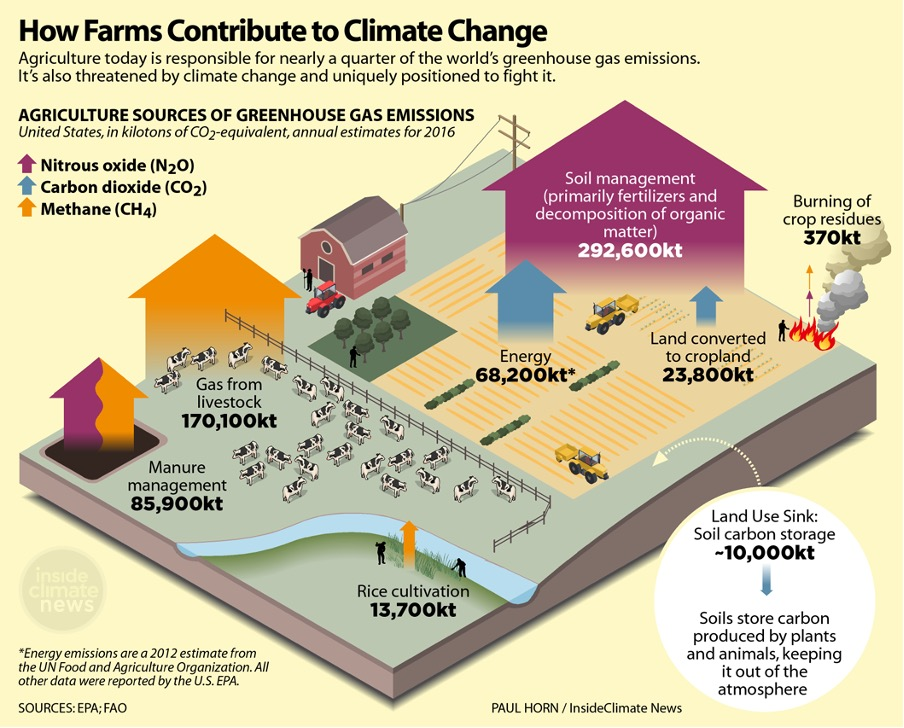 How Farms Contribute to Climate Change
Agriculture today is responsible for nearly a quarter of the world's greenhouse gas emissions.
It's also threatened by climate change and uniquely positioned to fight it.
AGRICULTURE SOURCES OF GREENHOUSE GAS EMISSIONS
United States, in kilotons of CO2-equivalent, annual estimates for 2016
Nitrous oxide (N2O)
Carbon dioxide (CO2)
Methane (CH4)
Soil management
(primarily fertilizers and
decomposition of organic
matter)
292,600kt
Burning of
crop residues
370kt
Energy
68,200kt*
Land converted
to cropland
23,800kt
Gas from
livestock
170,100kt
Manure
management
85,900kt
Rice cultivation
13,700kt
Land Use Sink:
Soil carbon storage
~10,000kt
Soils store carbon
produced by plants
and animals, keeping
it out of the
atmosphere
inside
climate
news
*Energy emissions are a 2012 estimate from
the UN Food and Agriculture Organization. All
other data were reported by the U.S. EPA.
SOURCES: EPA; FAO
PAUL HORN / InsideClimate News